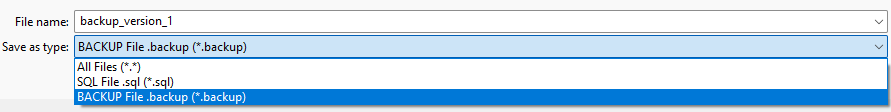 File name: backup_version_1
Save as type: BACKUP File .backup (*.backup)
All Files (*.*)
SQL File .sql (*.sql)
BACKUP File .backup (*.backup)